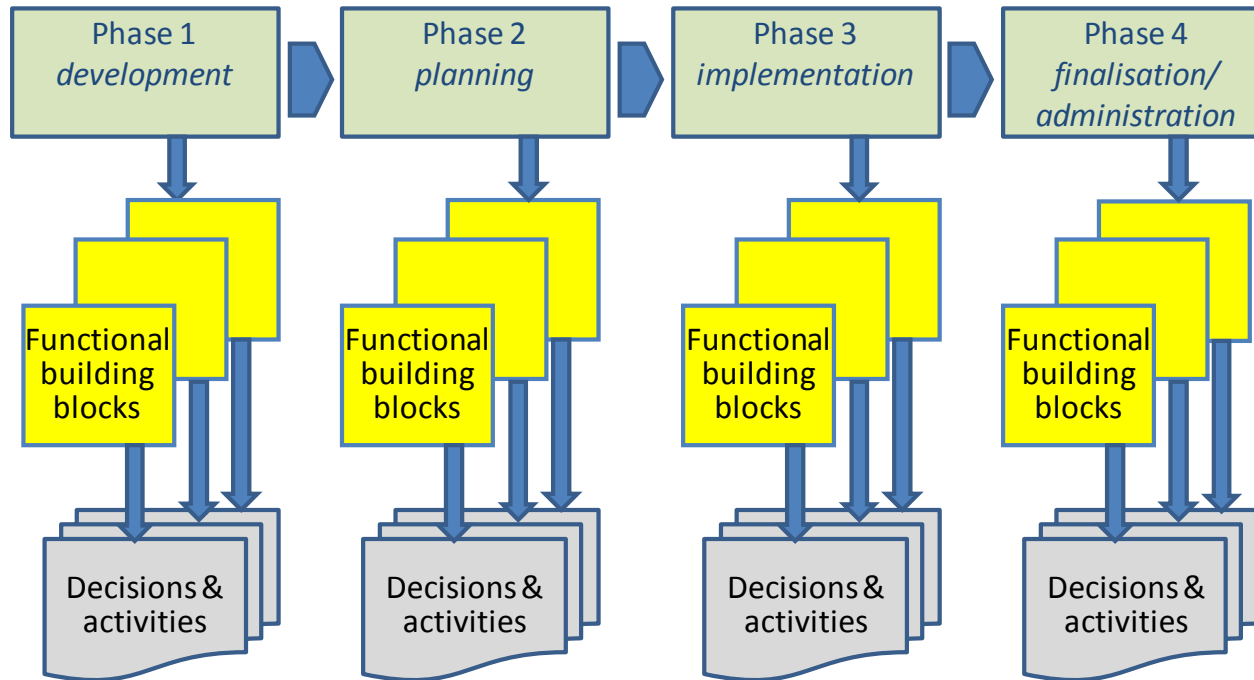 Phase 1
development
Phase 2
planning
Phase 3
implementation
Phase 4
finalisation/
administration
Functional
building
blocks
Functional
building
blocks
Functional
building
blocks
Functional
building
blocks
Decisions &
activities
Decisions &
activities
Decisions &
activities
Decisions &
activities